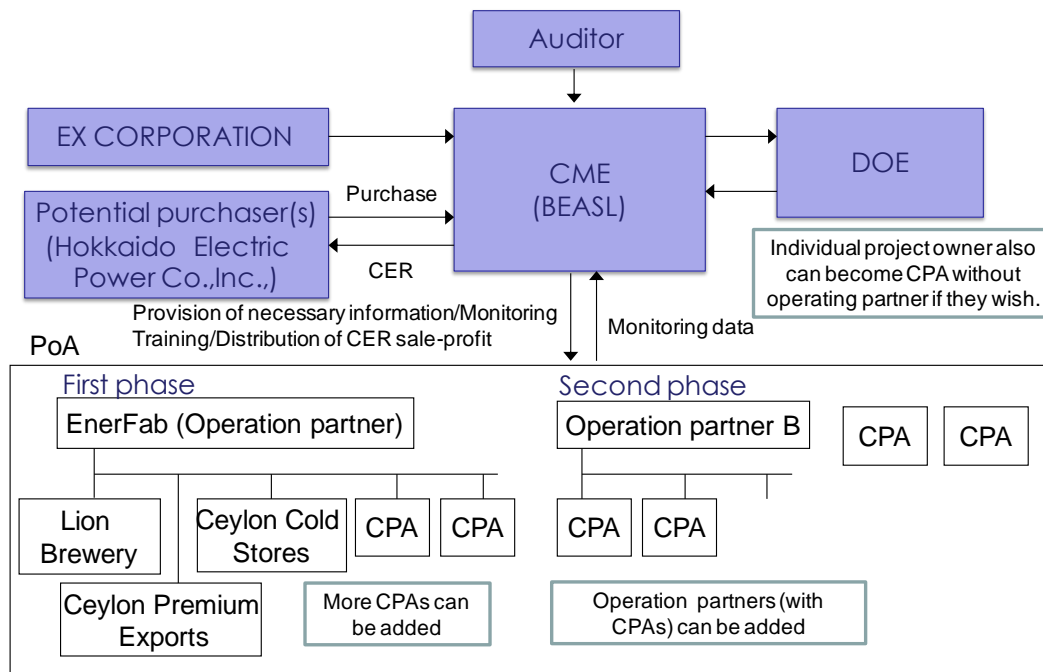 Auditor
EX CORPORATION
CME
(BEASL)
DOE
Purchase
Potential purchaser(s)
(Hokkaido Electric
Power Co.,Inc.,)
CER
Individual project owner also
can become CPA without
operating partner if they wish.
Provision of necessary information/Monitoring
Training/Distribution of CER sale-profit
Monitoring data
PoA
First phase
EnerFab (Operation partner)
Lion
Brewery
Ceylon Premium
Exports
Ceylon Cold
Stores
CPA
CPA
More CPAs can
be added
Second phase
Operation partner B
CPA
CPA
CPA
CPA
Operation partners (with
CPAs) can be added